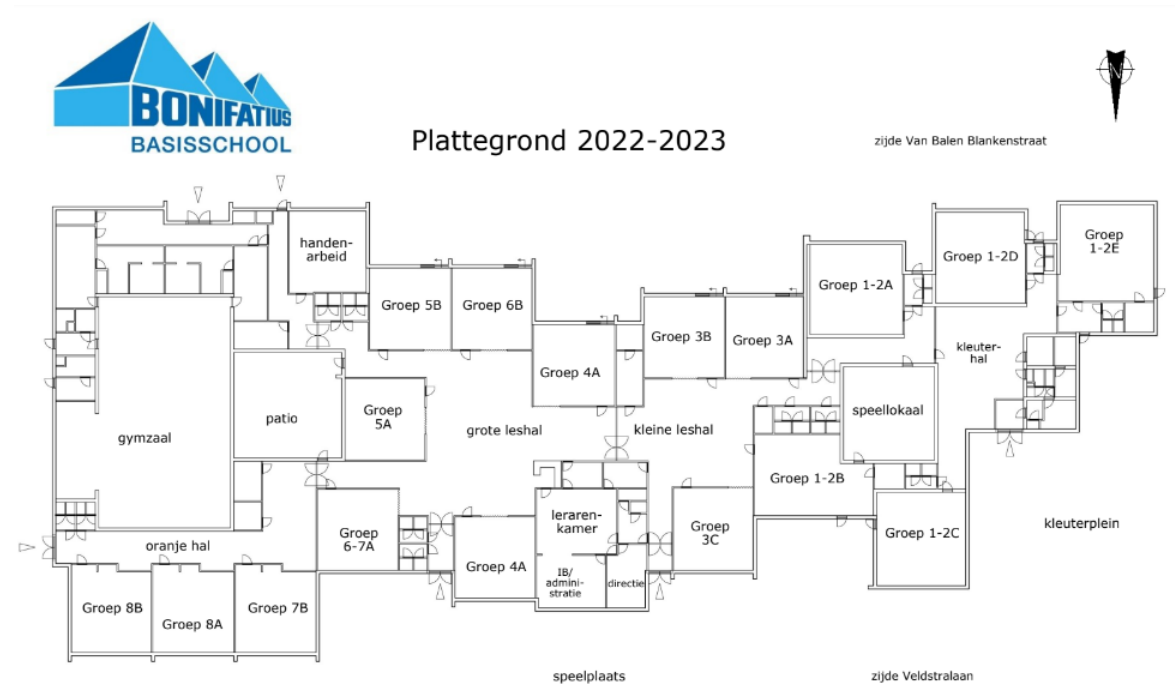 BONIFATIUS
BASISSCHOOL
Plattegrond 2022-2023
N
zijde Van Balen Blankenstraat
handen-
arbeid
Groep 5B
Groep 6B
Groep 4A
Groep 3B
Groep 3A
Groep 1-2A
Groep 1-2D
Groep
1-2E
kleuter-
hal
speellokaal
gymzaal
patio
Groep
5A
grote leshal
kleine leshal
Groep 1-2B
Groep 1-2C
kleuterplein
oranje hal
Groep
6-7A
Groep 4A
leraren-
kamer
IB/
admini-
stratie
directie
Groep
3C
Groep 8B
Groep 8A
Groep 7B
speelplaats
zijde Veldstralaan